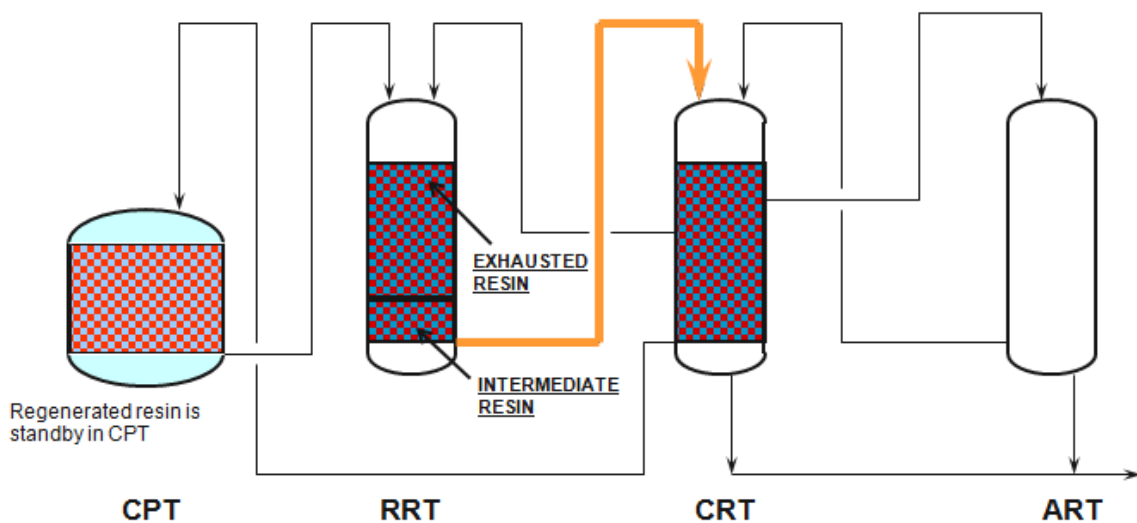 EXHAUSTED
RESIN
INTERMEDIATE
RESIN
Regenerated resin is
standby in CPT
CPT
RRT
CRT
ART